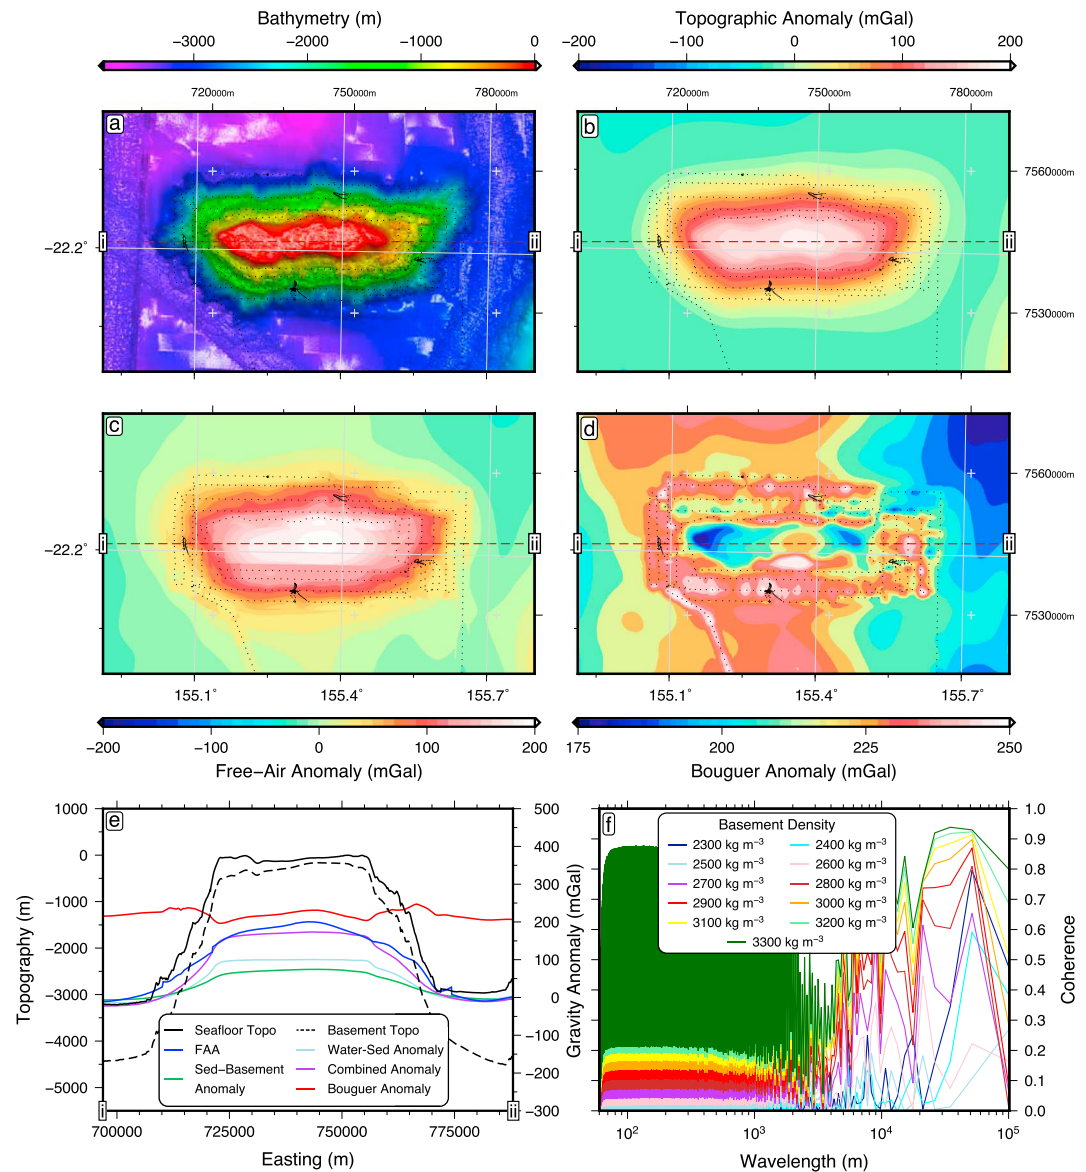 Bathymetry (m)
−3000 −2000 −1000 0
720000m 750000m 780000m
a
i
ii
−22.2°
Topographic Anomaly (mGal)
−200 −100 0 100 200
720000m 750000m 780000m
b
i
ii
7560000m
7530000m
c
i
ii
−22.2°
155.1° 155.4° 155.7°
−200 −100 0 100 200
Free−Air Anomaly (mGal)
d
i
ii
7560000m
7530000m
155.1° 155.4° 155.7°
175 200 225 250
Bouguer Anomaly (mGal)
e
1000
0
−1000
−2000
−3000
−4000
−5000
Topography (m)
500
400
300
200
100
0
−100
−200
−300
Gravity Anomaly (mGal)
Seafloor Topo
FAA
Sed−Basement
Anomaly
Basement Topo
Water−Sed Anomaly
Combined Anomaly
Bouguer Anomaly
i
ii
700000 725000 750000 775000
Easting (m)
f
Basement Density
2300 kg m⁻³ 2400 kg m⁻³
2500 kg m⁻³ 2600 kg m⁻³
2700 kg m⁻³ 2800 kg m⁻³
2900 kg m⁻³ 3000 kg m⁻³
3100 kg m⁻³ 3200 kg m⁻³
3300 kg m⁻³
1.0
0.9
0.8
0.7
0.6
0.5
0.4
0.3
0.2
0.1
0.0
Coherence
10² 10³ 10⁴ 10⁵
Wavelength (m)